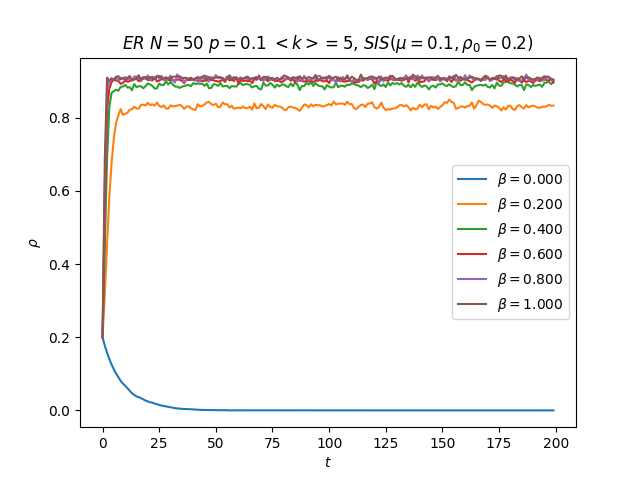 ER N = 50 p = 0.1 < k >= 5, SIS(μ = 0.1, ρ₀ = 0.2)
0.8
0.6
0.4
0.2
0.0
ρ
β = 0.000
β = 0.200
β = 0.400
β = 0.600
β = 0.800
β = 1.000
0 25 50 75 100 125 150 175 200
t